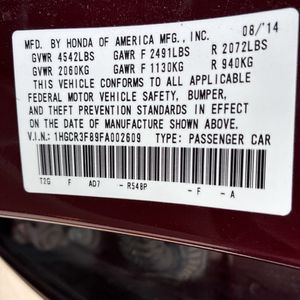 08/'14
MFD. BY HONDA OF AMERICA MFG., INC.
GVWR 4542LBS GAWR F 2491LBS R 2072LBS
GVWR 2060KG GAWR F 1130KG R 940KG
THIS VEHICLE CONFORMS TO ALL APPLICABLE
FEDERAL MOTOR VEHICLE SAFETY, BUMPER,
AND THEFT PREVENTION STANDARDS IN EFFECT ON
THE DATE OF MANUFACTURE SHOWN ABOVE.
V.I.N.: 1HGCR3F89FA002609 TYPE: PASSENGER CAR
T2G F AD7 - R548P - F - A